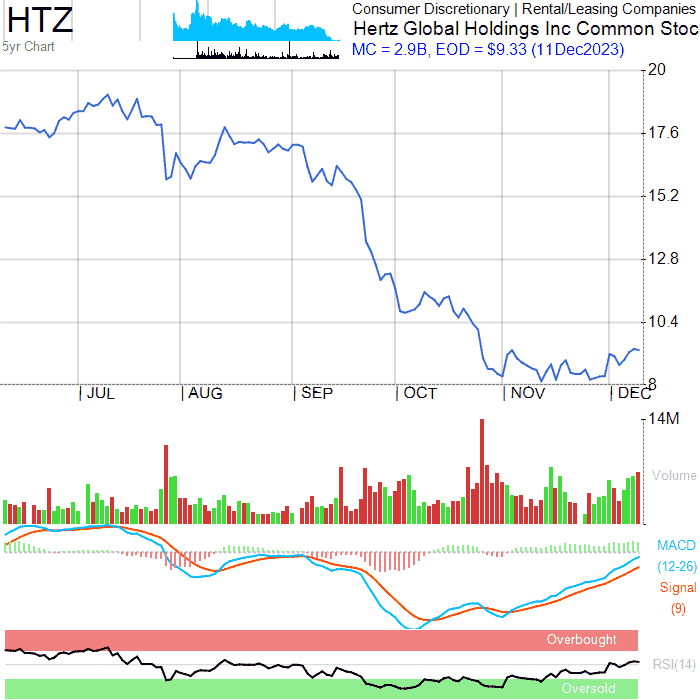 HTZ
5yr Chart
Consumer Discretionary | Rental/Leasing Companies
Hertz Global Holdings Inc Common Stoc
MC = 2.9B, EOD = $9.33 (11Dec2023)
20
17.6
15.2
12.8
10.4
8
JUL AUG SEP OCT NOV DEC
14M
Volume
MACD
(12-26)
Signal
(9)
Overbought
RSI(14)
Oversold